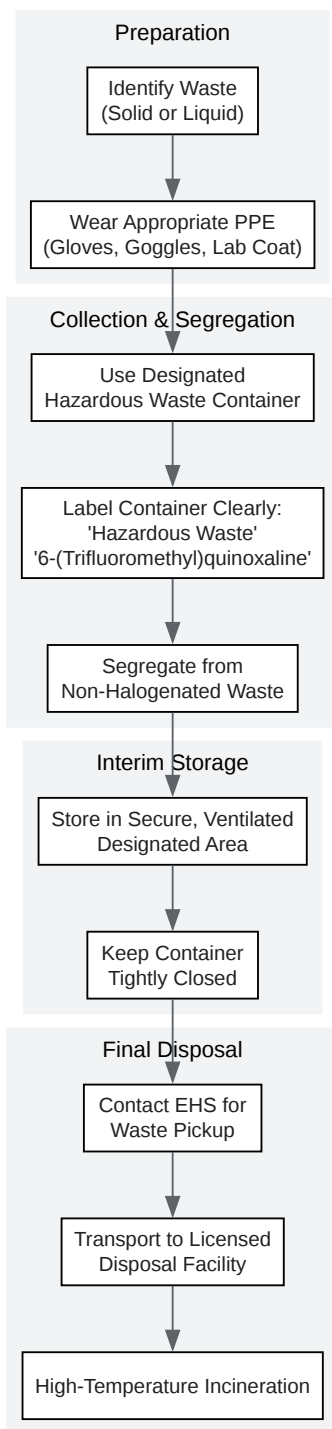 Preparation
Identify Waste
(Solid or Liquid)
Wear Appropriate PPE
(Gloves, Goggles, Lab Coat)
Collection & Segregation
Use Designated
Hazardous Waste Container
Label Container Clearly:
'Hazardous Waste'
'6-(Trifluoromethyl)quinoxaline'
Segregate from
Non-Halogenated Waste
Interim Storage
Store in Secure, Ventilated
Designated Area
Keep Container
Tightly Closed
Final Disposal
Contact EHS for
Waste Pickup
Transport to Licensed
Disposal Facility
High-Temperature Incineration